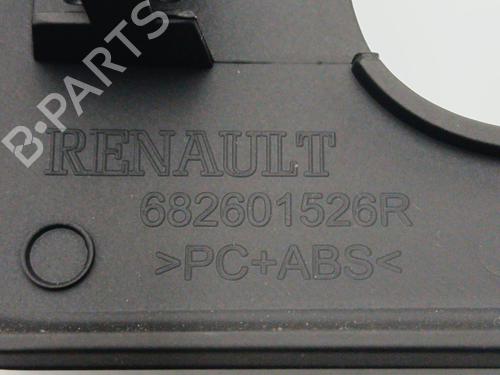 B-PARTS
RENAULT
682601526R
>PC+ABS<